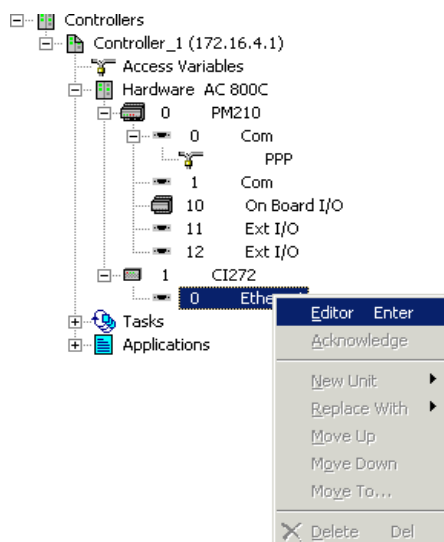 Controllers
Controller_1 (172.16.4.1)
Access Variables
Hardware AC 800C
0 PM210
0 Com
PPP
1 Com
10 On Board I/O
11 Ext I/O
12 Ext I/O
1 CI272
0
Tasks
Applications
Editor Enter
Acknowledge
New Unit
Replace With
Move Up
Move Down
Move To...
Delete Del